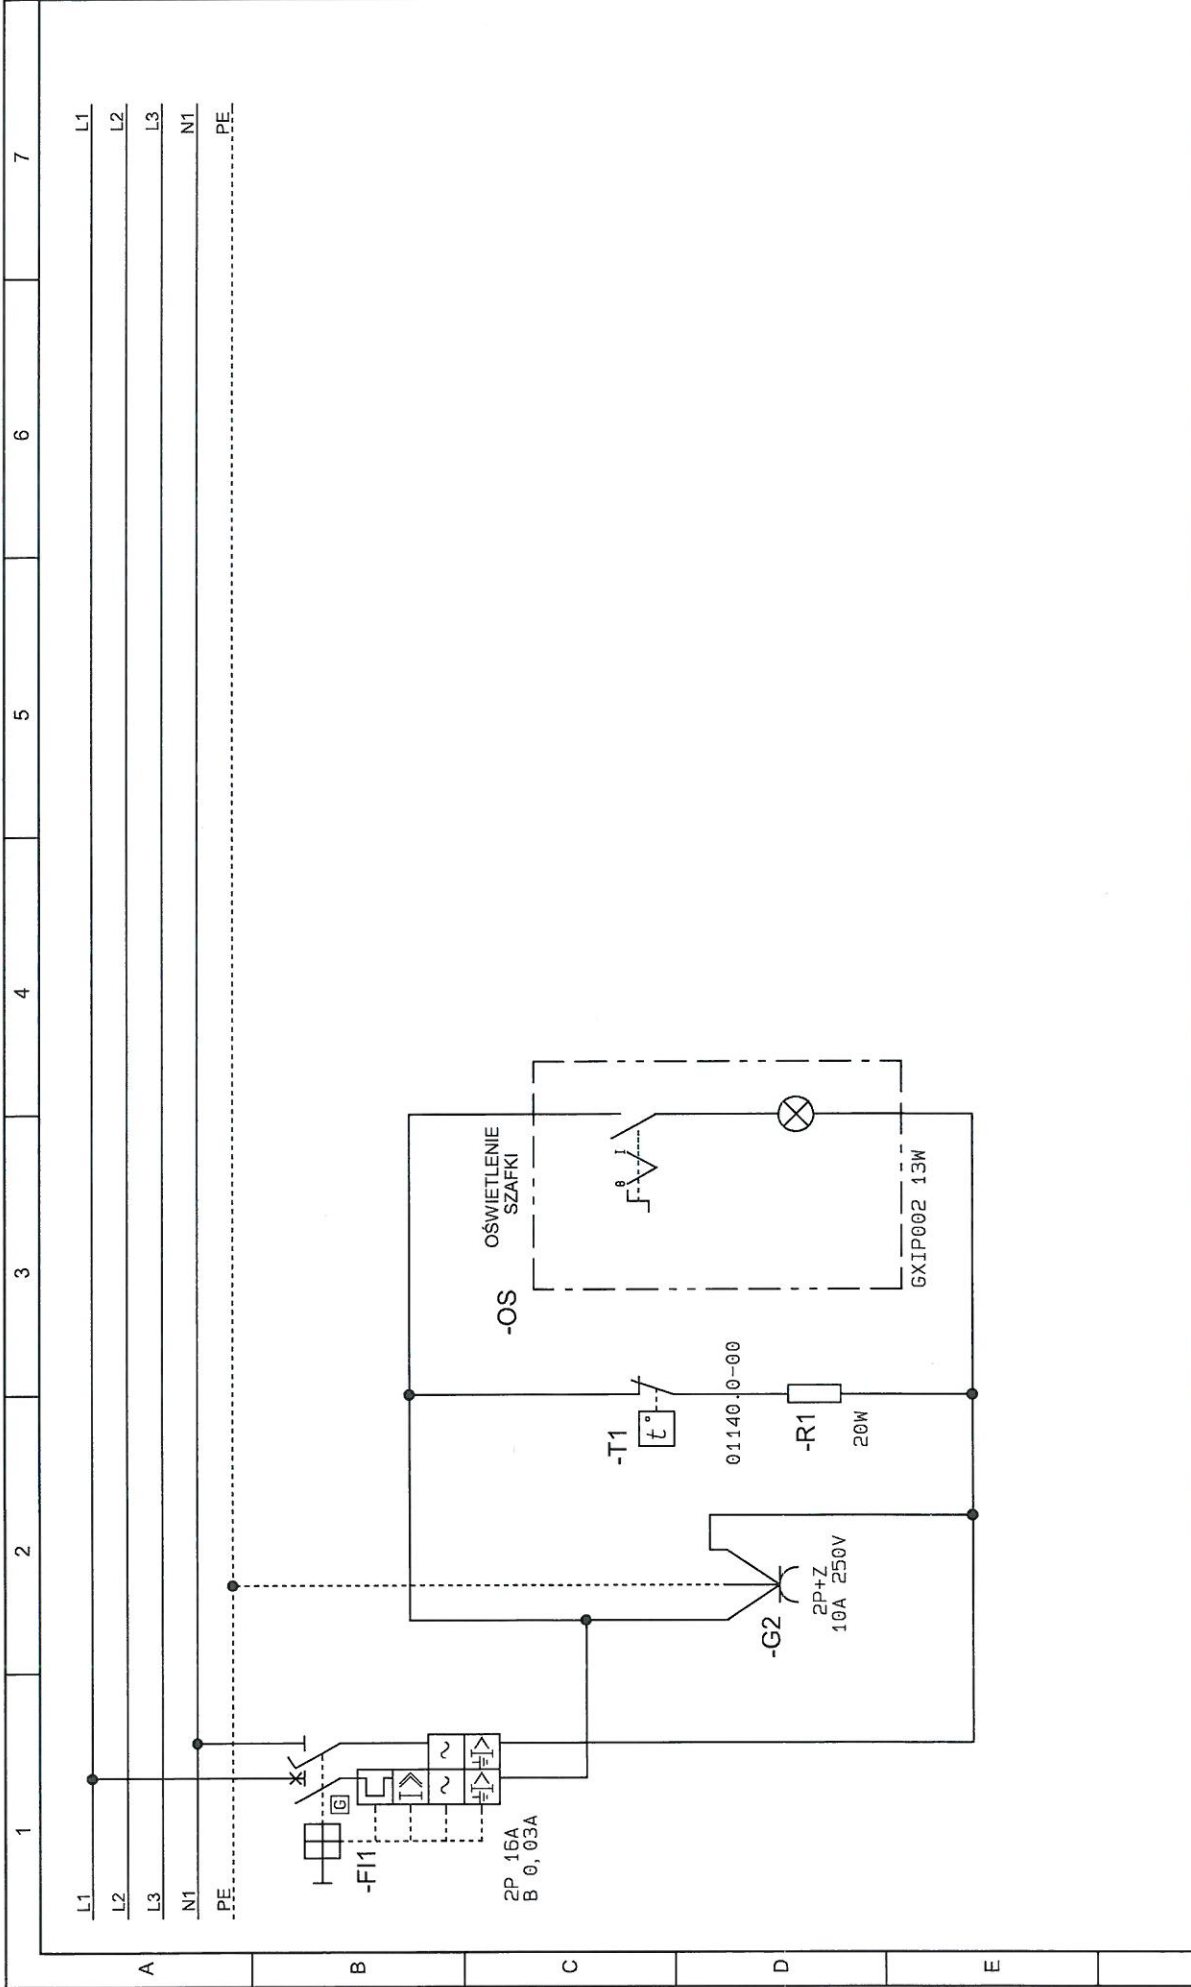 1
2
3
4
5
6
7
A
B
C
D
E
L1
L1
L2
L2
L3
L3
N1
N1
PE
PE
-FI1
G
2P 16A
B 0,03A
-G2
2P+Z
10A 250V
-T1
t°
01140.0-00
-R1
20W
-OS
OŚWIETLENIE
SZAFKI
0 I
GXIP002 13W